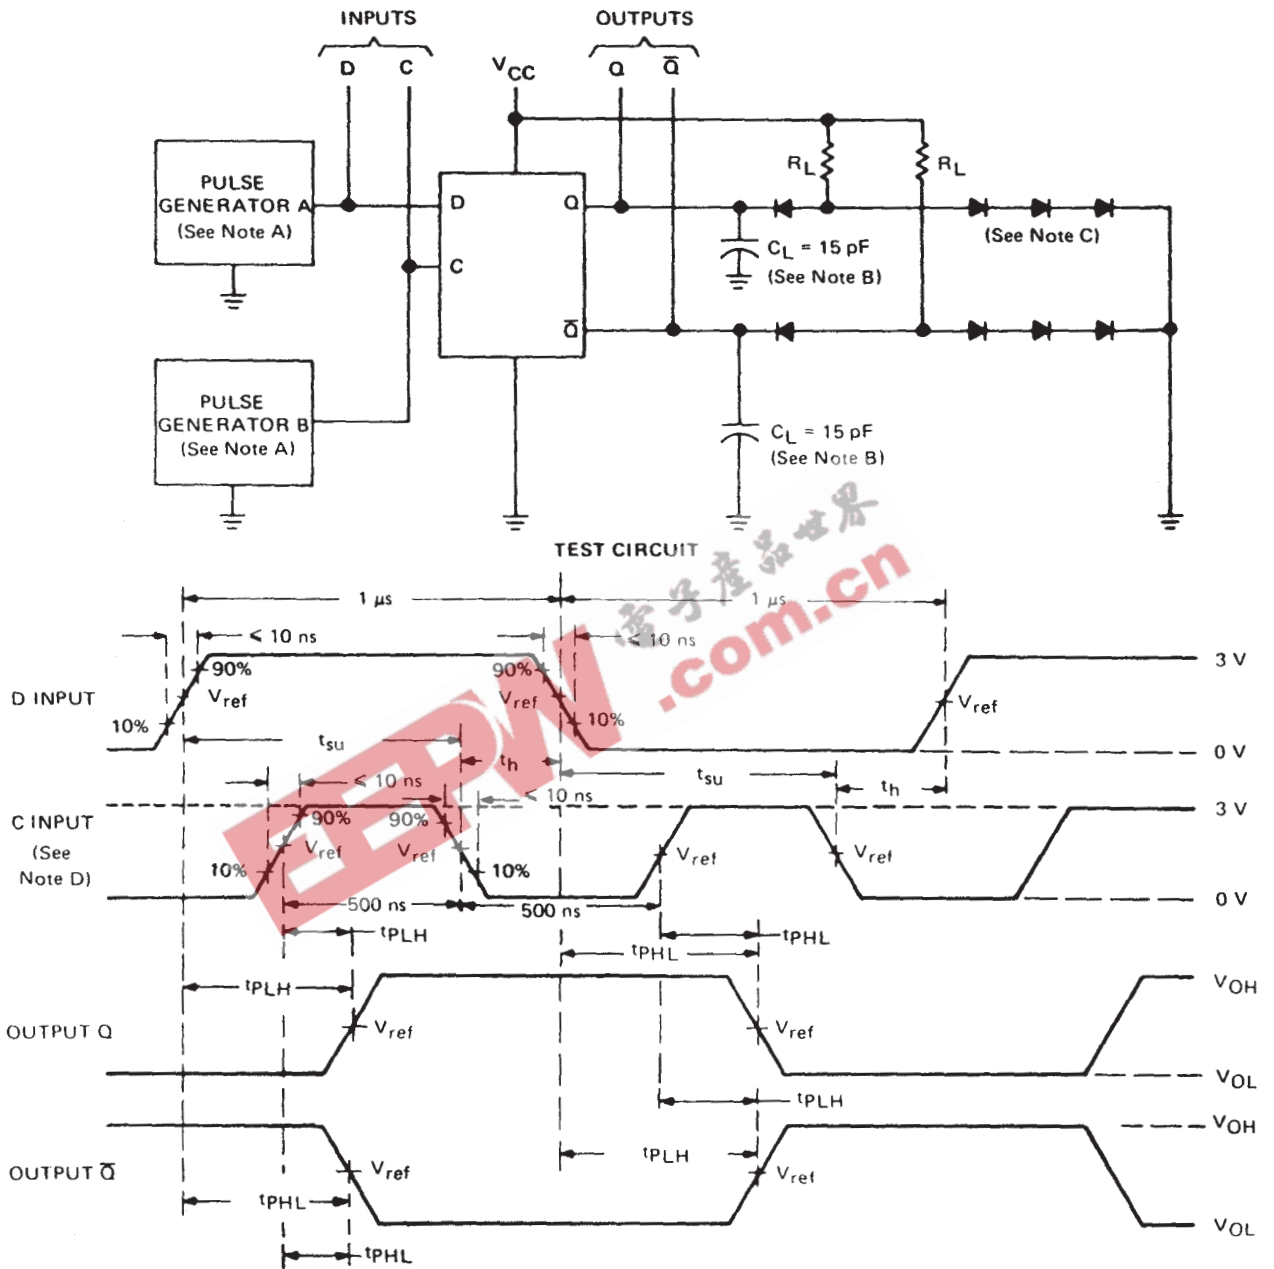 INPUTS
OUTPUTS
D C
VCC
Q Q̅
PULSE
GENERATOR A
(See Note A)
D
Q
C
Q̅
RL
RL
(See Note C)
CL = 15 pF
(See Note B)
PULSE
GENERATOR B
(See Note A)
CL = 15 pF
(See Note B)
TEST CIRCUIT
電子產品世界
EEPW
.com.cn
1 μs
1 μs
≤ 10 ns
≤ 10 ns
D INPUT
90%
Vref
10%
90%
Vref
10%
Vref
3 V
0 V
tsu
th
tsu
th
≤ 10 ns
≤ 10 ns
C INPUT
(See
Note D)
90%
Vref
10%
90%
Vref
10%
Vref
Vref
3 V
0 V
500 ns
500 ns
tPLH
tPHL
tPHL
tPLH
OUTPUT Q
Vref
Vref
VOH
VOL
tPLH
tPLH
OUTPUT Q̅
Vref
Vref
VOH
VOL
tPHL
tPHL